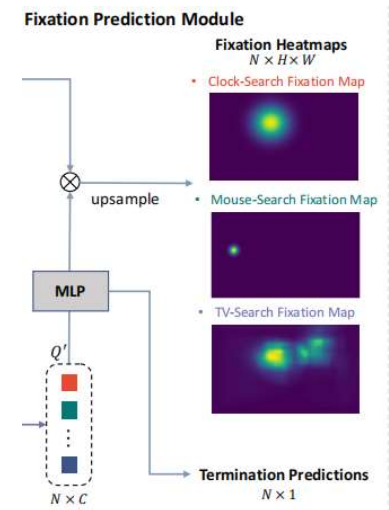 Fixation Prediction Module
Fixation Heatmaps
N × H × W
• Clock-Search Fixation Map
upsample
• Mouse-Search Fixation Map
MLP
• TV-Search Fixation Map
Q′
N × C
Termination Predictions
N × 1